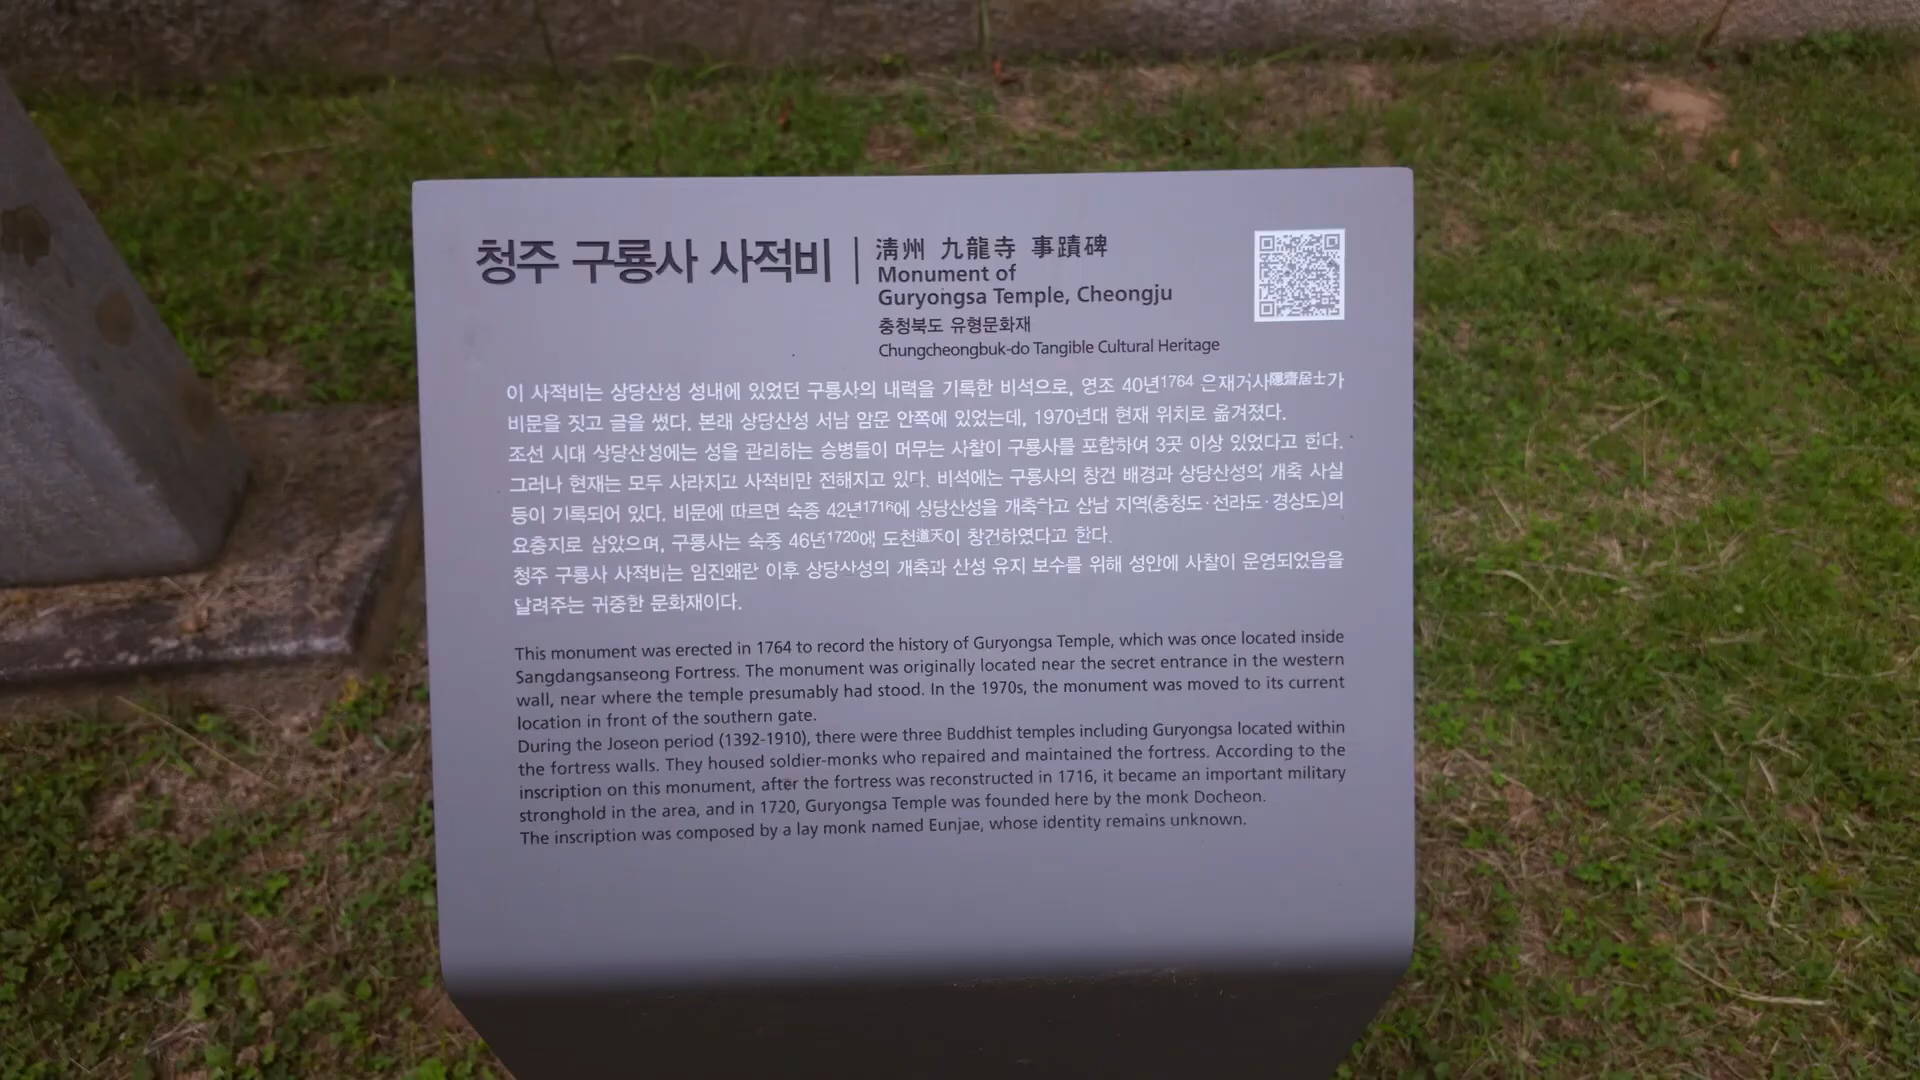 청주 구룡사 사적비
淸州 九龍寺 事蹟碑
Monument of
Guryongsa Temple, Cheongju
충청북도 유형문화재
Chungcheongbuk-do Tangible Cultural Heritage
이 사적비는 상당산성 성내에 있었던 구룡사의 내력을 기록한 비석으로, 영조 40년1764 은재거사隱齋居士가
비문을 짓고 글을 썼다. 본래 상당산성 서남 암문 안쪽에 있었는데, 1970년대 현재 위치로 옮겨졌다.
조선 시대 상당산성에는 성을 관리하는 승병들이 머무는 사찰이 구룡사를 포함하여 3곳 이상 있었다고 한다.
그러나 현재는 모두 사라지고 사적비만 전해지고 있다. 비석에는 구룡사의 창건 배경과 상당산성의 개축 사실
등이 기록되어 있다. 비문에 따르면 숙종 42년1716에 상당산성을 개축하고 삼남 지역(충청도·전라도·경상도)의
요충지로 삼았으며, 구룡사는 숙종 46년1720에 도천道天이 창건하였다고 한다.
청주 구룡사 사적비는 임진왜란 이후 상당산성의 개축과 산성 유지 보수를 위해 성안에 사찰이 운영되었음을
알려주는 귀중한 문화재이다.
This monument was erected in 1764 to record the history of Guryongsa Temple, which was once located inside
Sangdangsanseong Fortress. The monument was originally located near the secret entrance in the western
wall, near where the temple presumably had stood. In the 1970s, the monument was moved to its current
location in front of the southern gate.
During the Joseon period (1392-1910), there were three Buddhist temples including Guryongsa located within
the fortress walls. They housed soldier-monks who repaired and maintained the fortress. According to the
inscription on this monument, after the fortress was reconstructed in 1716, it became an important military
stronghold in the area, and in 1720, Guryongsa Temple was founded here by the monk Docheon.
The inscription was composed by a lay monk named Eunjae, whose identity remains unknown.